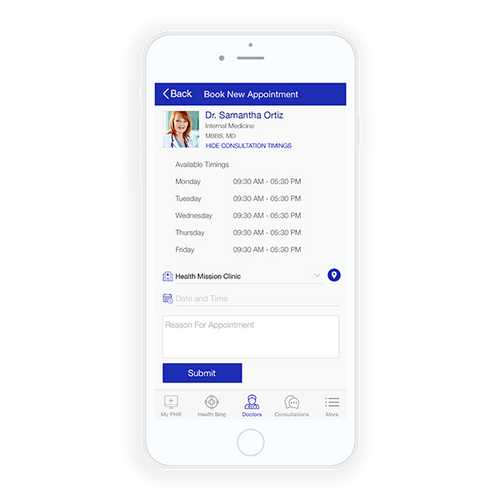 Back Book New Appointment
Dr. Samantha Ortiz
Internal Medicine
MBBS, MD
HIDE CONSULTATION TIMINGS
Available Timings
Monday 09:30 AM - 05:30 PM
Tuesday 09:30 AM - 05:30 PM
Wednesday 09:30 AM - 05:30 PM
Thursday 09:30 AM - 05:30 PM
Friday 09:30 AM - 05:30 PM
Health Mission Clinic
Date and Time
Reason For Appointment
Submit
My PHR Health Blog Doctors Consultations More